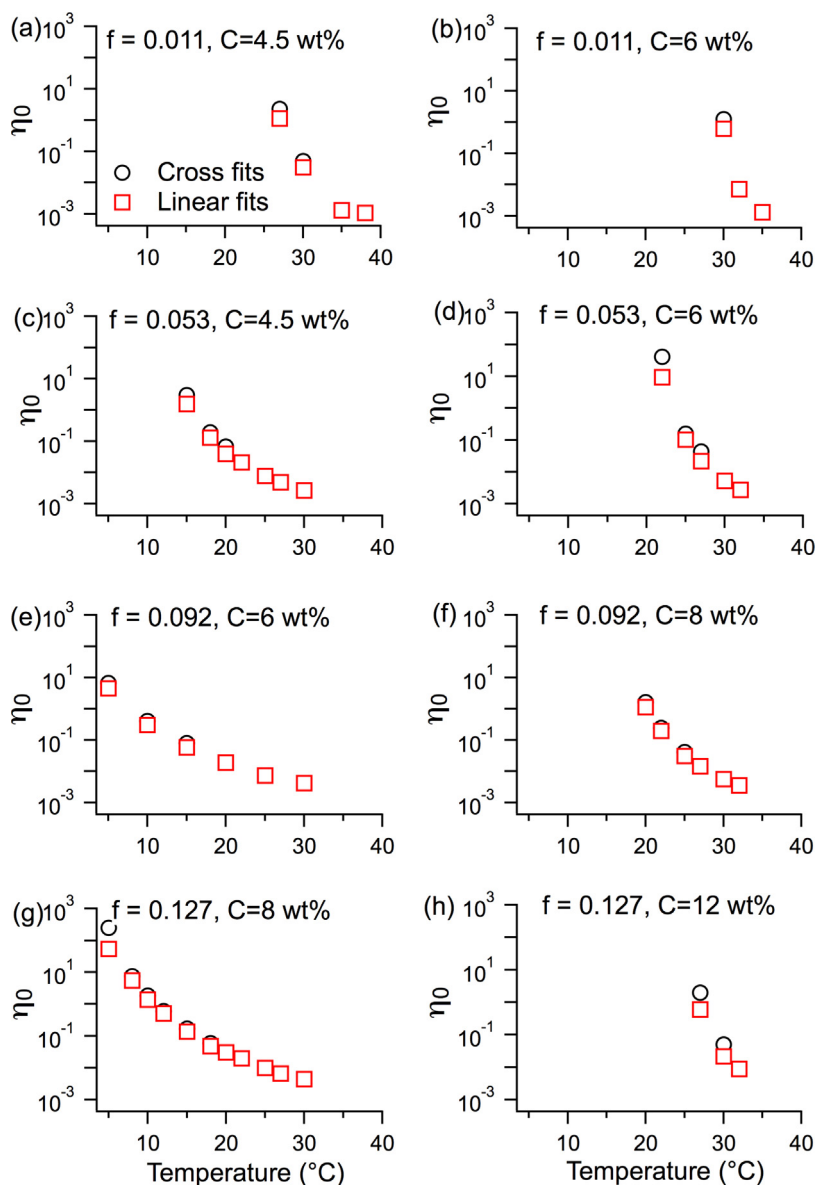 (a)
f = 0.011, C=4.5 wt%
10³
10¹
10⁻¹
10⁻³
η₀
Cross fits
Linear fits
10 20 30 40
(b)
f = 0.011, C=6 wt%
10³
10¹
10⁻¹
10⁻³
η₀
10 20 30 40
(c)
f = 0.053, C=4.5 wt%
10³
10¹
10⁻¹
10⁻³
η₀
10 20 30 40
(d)
f = 0.053, C=6 wt%
10³
10¹
10⁻¹
10⁻³
η₀
10 20 30 40
(e)
f = 0.092, C=6 wt%
10³
10¹
10⁻¹
10⁻³
η₀
10 20 30 40
(f)
f = 0.092, C=8 wt%
10³
10¹
10⁻¹
10⁻³
η₀
10 20 30 40
(g)
f = 0.127, C=8 wt%
10³
10¹
10⁻¹
10⁻³
η₀
10 20 30 40
Temperature (°C)
(h)
f = 0.127, C=12 wt%
10³
10¹
10⁻¹
10⁻³
η₀
10 20 30 40
Temperature (°C)